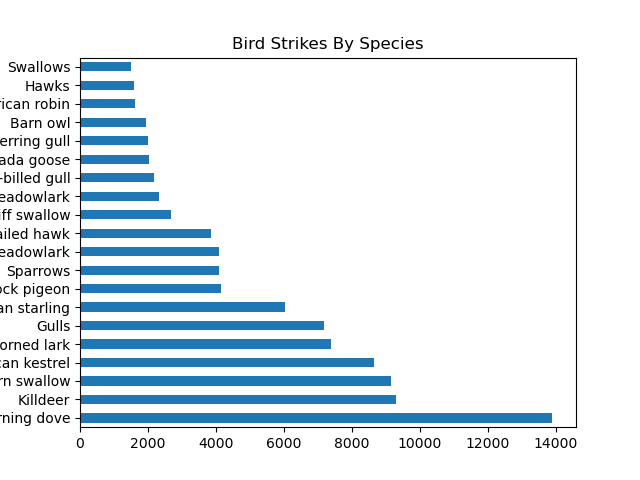 Bird Strikes By Species
Swallows
Hawks
rican robin
Barn owl
erring gull
ada goose
-billed gull
eadowlark
iff swallow
ailed hawk
eadowlark
Sparrows
ock pigeon
an starling
Gulls
orned lark
can kestrel
rn swallow
Killdeer
rning dove
0 2000 4000 6000 8000 10000 12000 14000